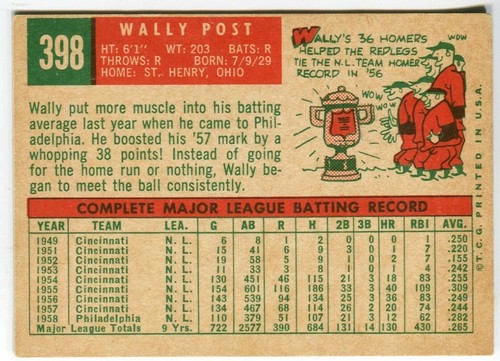 398
WALLY POST
HT: 6'1" WT: 203 BATS: R
THROWS: R BORN: 7/9/29
HOME: ST. HENRY, OHIO
WALLY'S 36 HOMERS
HELPED THE REDLEGS
TIE THE N.L. TEAM HOMER
RECORD IN '56
WOW
WOW
WOW
Wally put more muscle into his batting
average last year when he came to Phil-
adelphia. He boosted his '57 mark by a
whopping 38 points! Instead of going
for the home run or nothing, Wally be-
gan to meet the ball consistently.
COMPLETE MAJOR LEAGUE BATTING RECORD
YEAR TEAM LEA. G AB R H 2B 3B HR RBI AVG.
1949 Cincinnati N.L. 6 8 1 2 0 0 0 1 .250
1951 Cincinnati N.L. 15 41 6 9 3 0 1 7 .220
1952 Cincinnati N.L. 19 58 5 9 1 0 2 7 .155
1953 Cincinnati N.L. 11 33 3 8 1 0 1 4 .242
1954 Cincinnati N.L. 130 451 46 115 21 3 18 83 .255
1955 Cincinnati N.L. 154 601 116 186 33 3 40 109 .309
1956 Cincinnati N.L. 143 539 94 134 25 3 36 83 .249
1957 Cincinnati N.L. 134 467 68 114 26 2 20 74 .244
1958 Philadelphia N.L. 110 379 51 107 21 3 12 62 .282
Major League Totals 9 Yrs. 722 2577 390 684 131 14 130 430 .265
© T.C.G. PRINTED IN U.S.A.